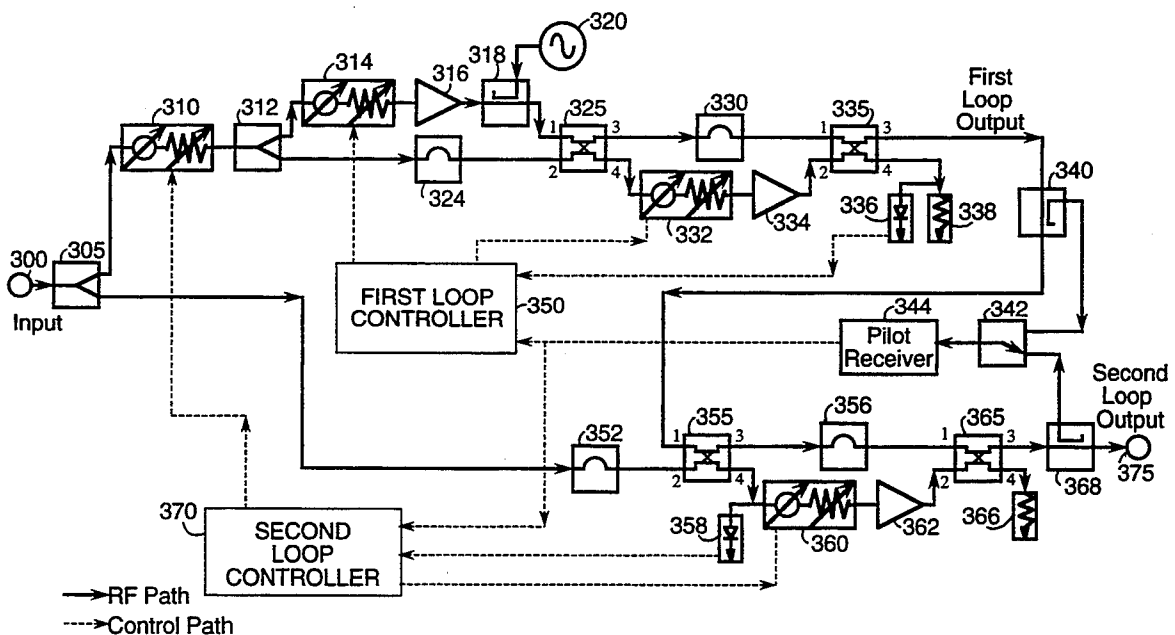 320
314
316
318
310
312
325
1
3
2
4
330
335
1
3
2
4
First
Loop
Output
340
324
332
334
336
338
300
305
Input
FIRST LOOP
CONTROLLER
350
344
Pilot
Receiver
342
Second
Loop
Output
352
355
1
3
2
4
356
365
1
3
2
4
368
375
370
SECOND
LOOP
CONTROLLER
358
360
362
366
RF Path
Control Path